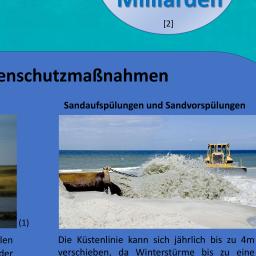 Milliarden
[2]
enschutzmaßnahmen
Sandaufspülungen und Sandvorspülungen
(1)
len
der
Die Küstenlinie kann sich jährlich bis zu 4m
verschieben, da Winterstürme bis zu eine